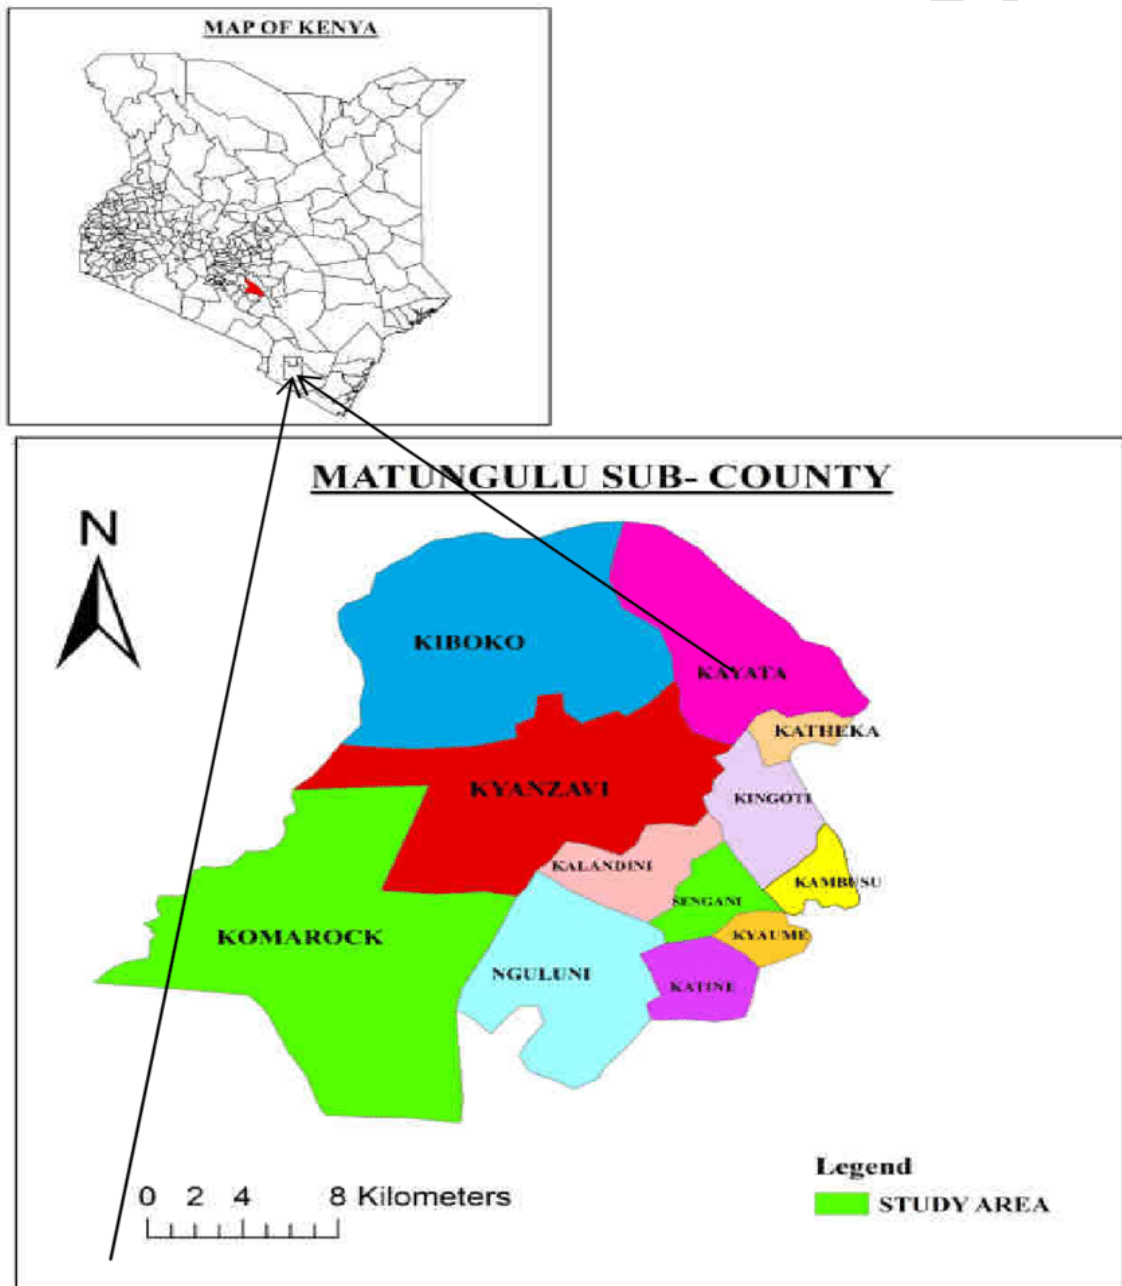 MAP OF KENYA
MATUNGULU SUB- COUNTY
N
KIBOKO
KAYATA
KATHEKA
KYANZAVI
KINGOTI
KALANDINI
KAMBUSU
SENGANI
KYAUME
KOMAROCK
NGULUNI
KATINE
Legend
STUDY AREA
0 2 4 8 Kilometers